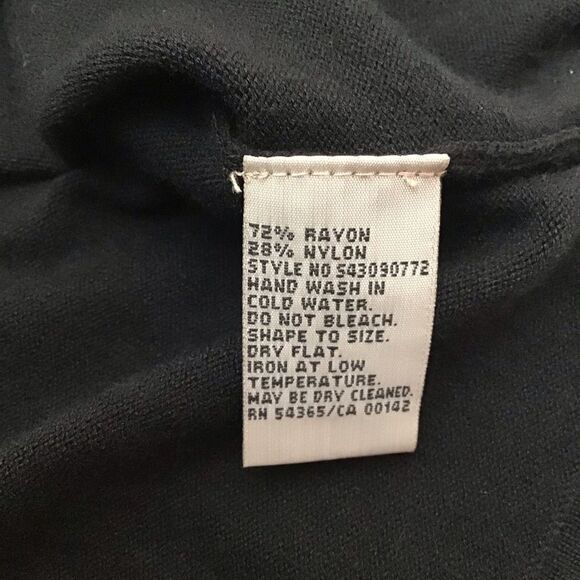 72% RAYON
28% NYLON
STYLE NO S43090772
HAND WASH IN
COLD WATER.
DO NOT BLEACH.
SHAPE TO SIZE.
DRY FLAT.
IRON AT LOW
TEMPERATURE.
MAY BE DRY CLEANED.
RN 54365/CA 00142